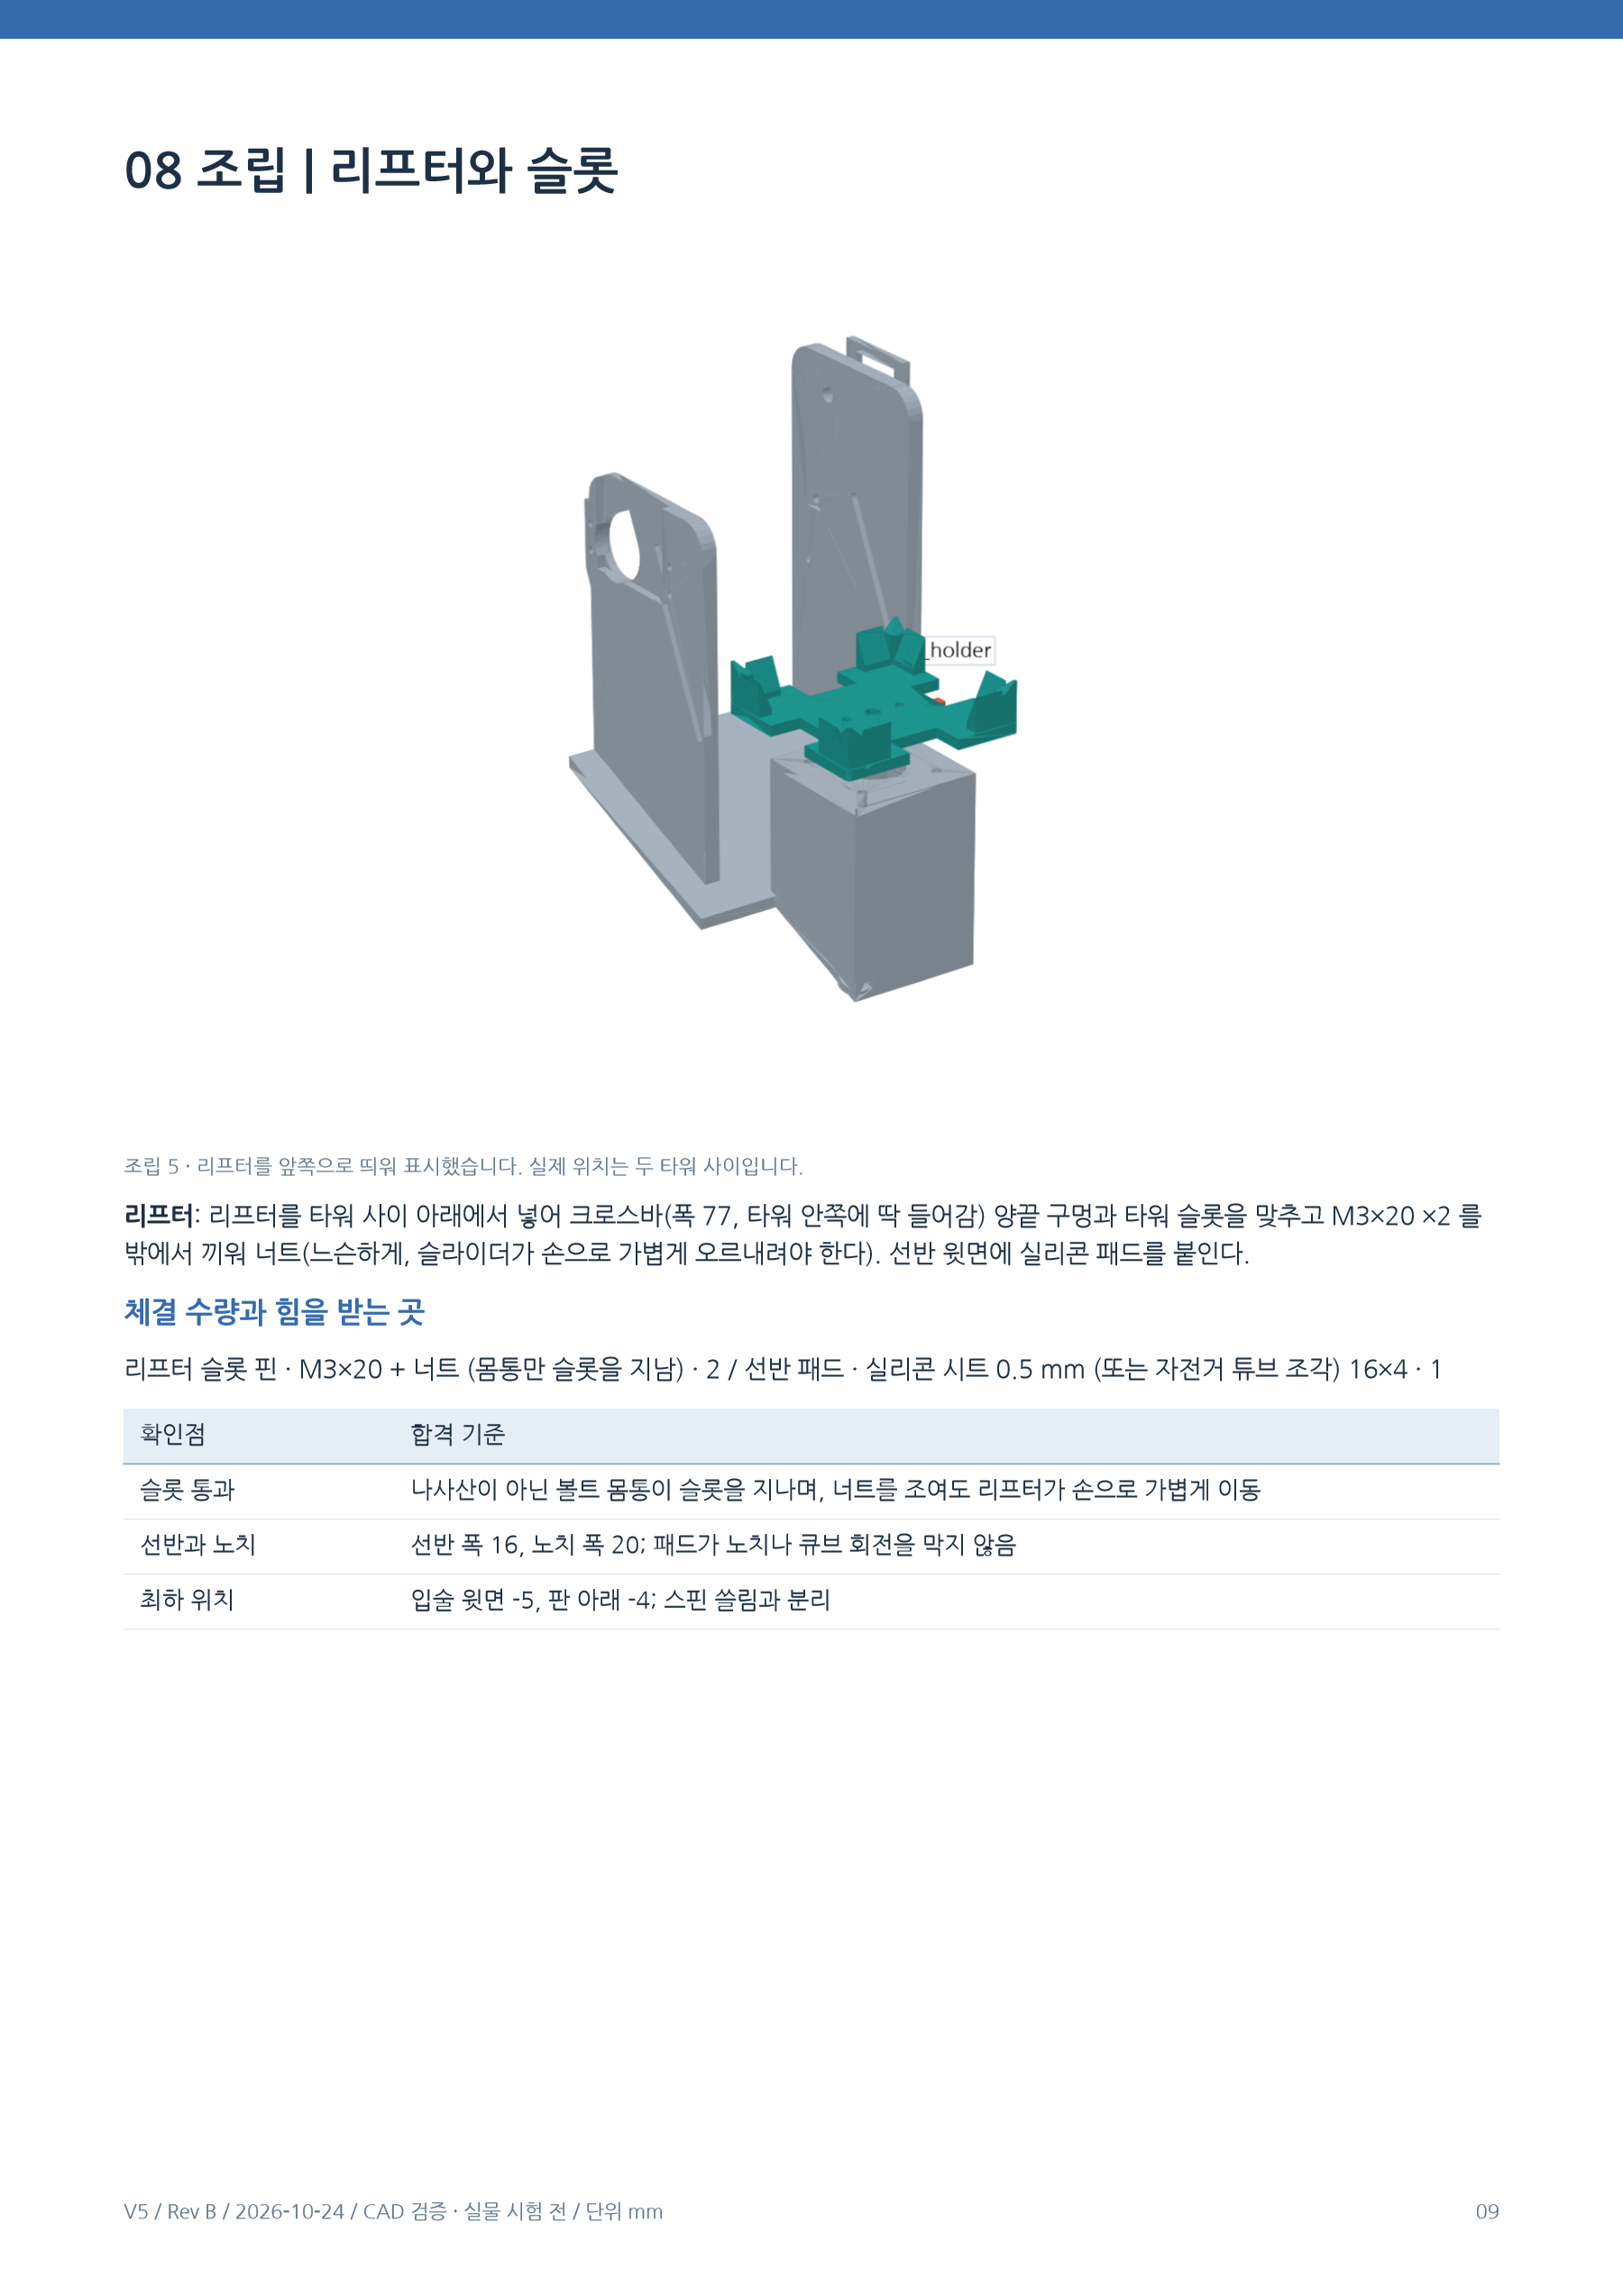 08 조립 | 리프터와 슬롯
_holder
조립 5 · 리프터를 앞쪽으로 띄워 표시했습니다. 실제 위치는 두 타워 사이입니다.
리프터: 리프터를 타워 사이 아래에서 넣어 크로스바(폭 77, 타워 안쪽에 딱 들어감) 양끝 구멍과 타워 슬롯을 맞추고 M3×20 ×2 를
밖에서 끼워 너트(느슨하게, 슬라이더가 손으로 가볍게 오르내려야 한다). 선반 윗면에 실리콘 패드를 붙인다.
체결 수량과 힘을 받는 곳
리프터 슬롯 핀 · M3×20 + 너트 (몸통만 슬롯을 지남) · 2 / 선반 패드 · 실리콘 시트 0.5 mm (또는 자전거 튜브 조각) 16×4 · 1
확인점 합격 기준
슬롯 통과 나사산이 아닌 볼트 몸통이 슬롯을 지나며, 너트를 조여도 리프터가 손으로 가볍게 이동
선반과 노치 선반 폭 16, 노치 폭 20; 패드가 노치나 큐브 회전을 막지 않음
최하 위치 입술 윗면 -5, 판 아래 -4; 스핀 쓸림과 분리
V5 / Rev B / 2026-10-24 / CAD 검증 · 실물 시험 전 / 단위 mm 09